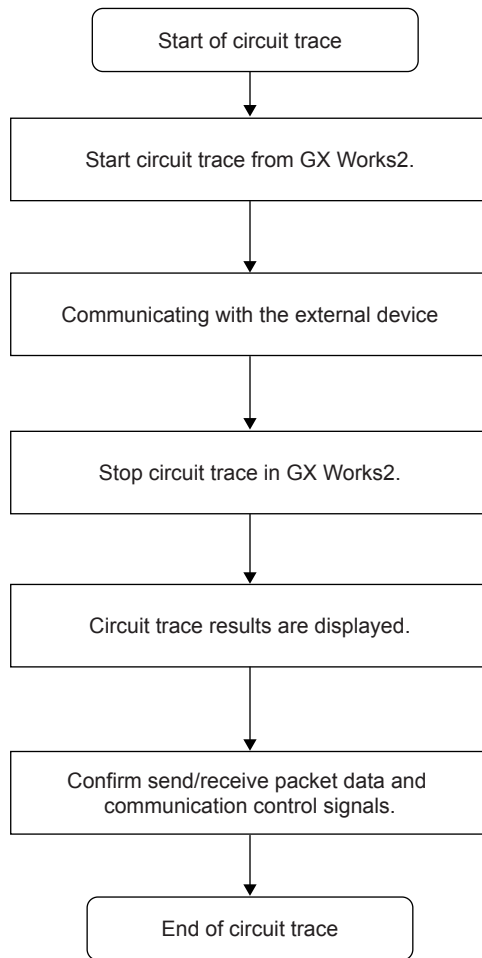 Start of circuit trace
Start circuit trace from GX Works2.
Communicating with the external device
Stop circuit trace in GX Works2.
Circuit trace results are displayed.
Confirm send/receive packet data and
communication control signals.
End of circuit trace